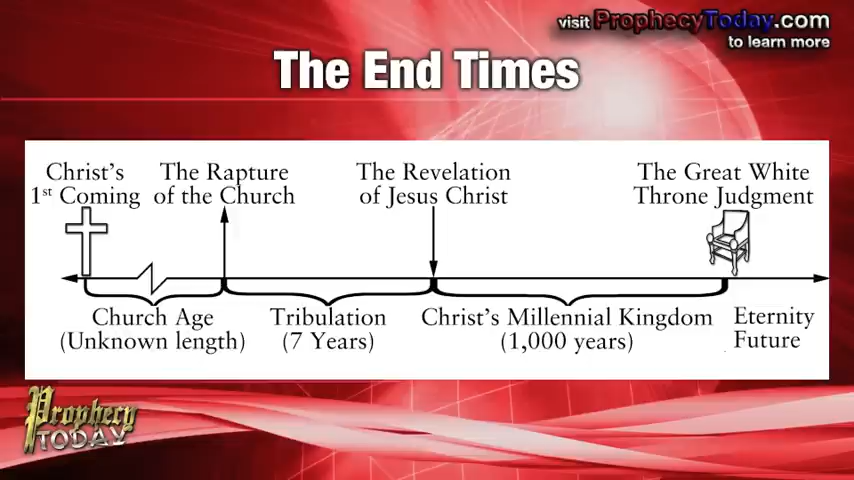 visit ProphecyToday.com
to learn more
The End Times
Christ's
1st Coming
The Rapture
of the Church
The Revelation
of Jesus Christ
The Great White
Throne Judgment
Church Age
(Unknown length)
Tribulation
(7 Years)
Christ's Millennial Kingdom
(1,000 years)
Eternity
Future
Prophecy
TODAY